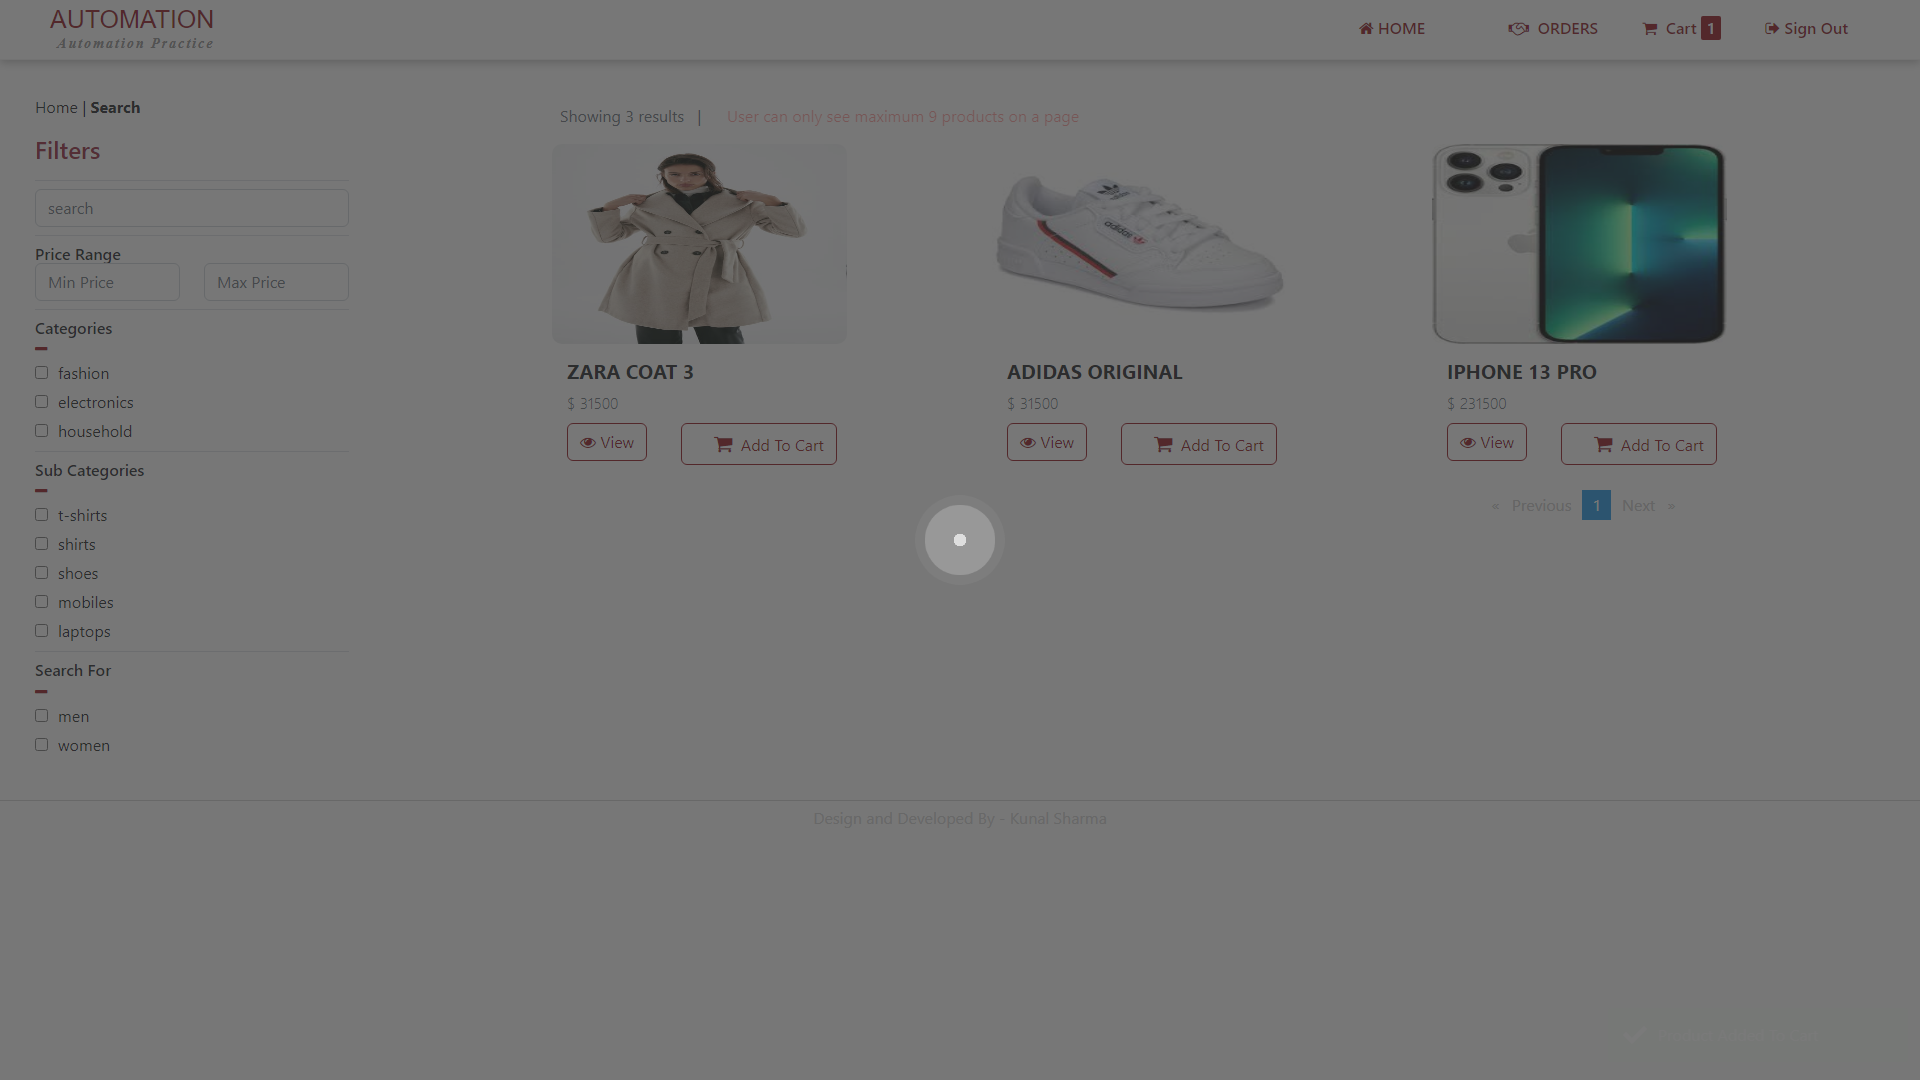 AUTOMATION
Automation Practice
HOME
ORDERS
Cart 1
Sign Out
Home | Search
Filters
search
Price Range
Min Price
Max Price
Categories
fashion
electronics
household
Sub Categories
t-shirts
shirts
shoes
mobiles
laptops
Search For
men
women
Showing 3 results |
User can only see maximum 9 products on a page
adidas
ZARA COAT 3
$ 31500
View
Add To Cart
ADIDAS ORIGINAL
$ 31500
View
Add To Cart
IPHONE 13 PRO
$ 231500
View
Add To Cart
« Previous 1 Next »
Design and Developed By - Kunal Sharma